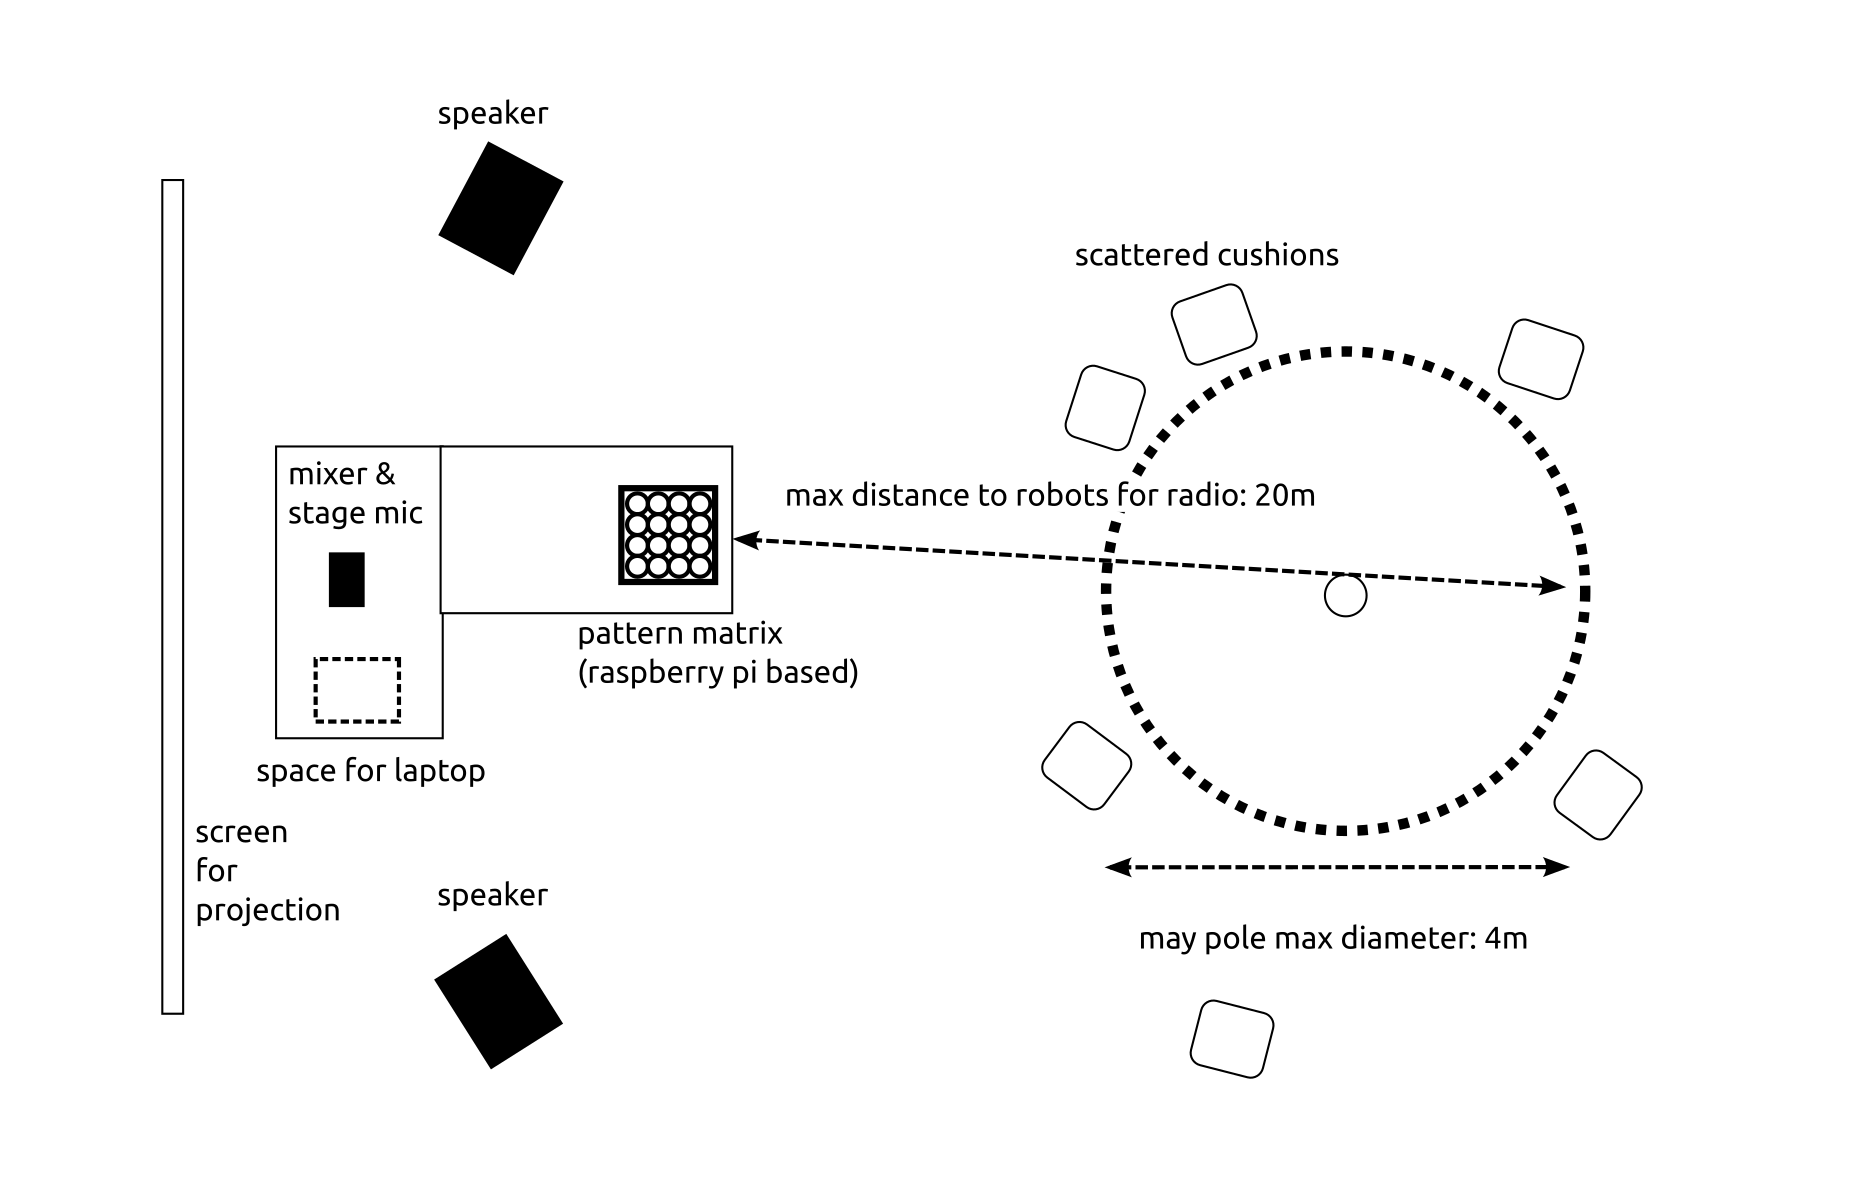 speaker
scattered cushions
mixer &
stage mic
max distance to robots for radio: 20m
pattern matrix
(raspberry pi based)
space for laptop
screen
for
projection
speaker
may pole max diameter: 4m